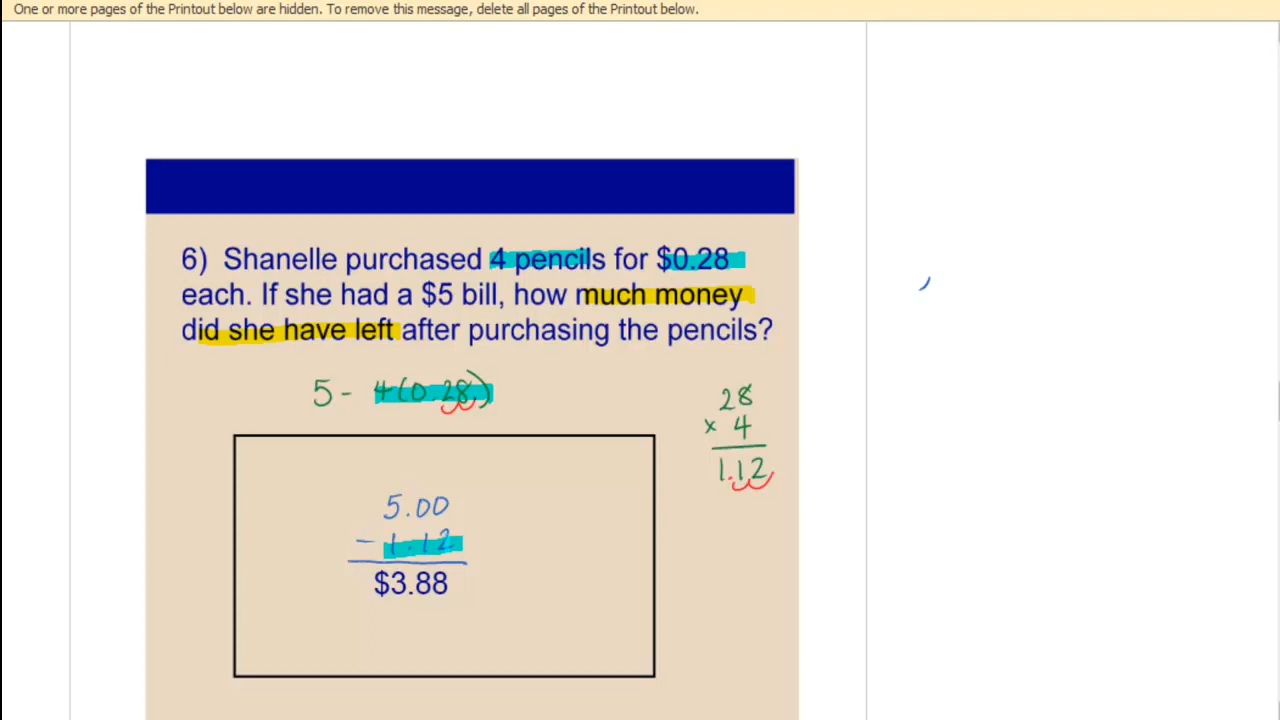 One or more pages of the Printout below are hidden. To remove this message, delete all pages of the Printout below.
6) Shanelle purchased 4 pencils for $0.28
each. If she had a $5 bill, how much money
did she have left after purchasing the pencils?
5 - 4(0.28)
28
x 4
1.12
5.00
- 1.12
$3.88